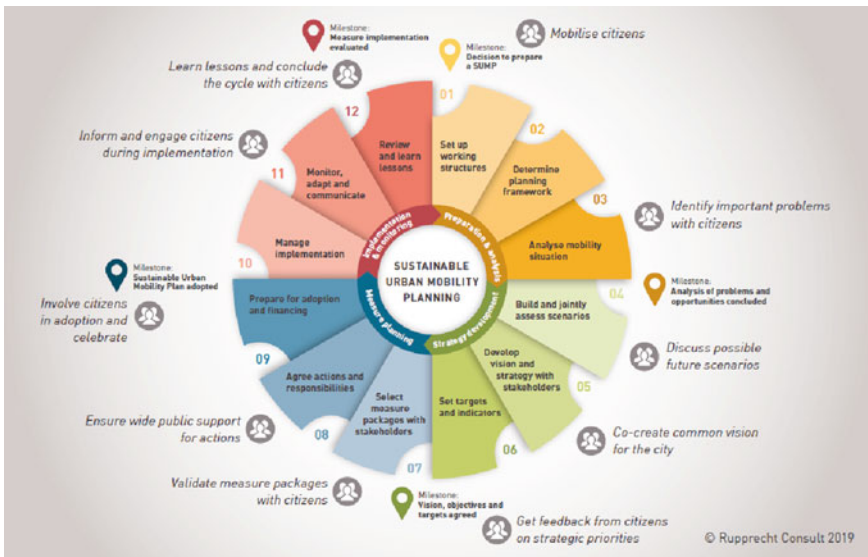 Milestone:
Measure implementation
evaluated
Milestone:
Decision to prepare
a SUMP
Mobilise citizens
Learn lessons and conclude
the cycle with citizens
Inform and engage citizens
during implementation
12
Review
and learn
lessons
01
Set up
working
structures
02
Determine
planning
framework
03
Analyse mobility
situation
Identify important problems
with citizens
11
Monitor,
adapt and
communicate
10
Manage
implementation
Implementation
& monitoring
Preparation & analysis
SUSTAINABLE
URBAN MOBILITY
PLANNING
Measure planning
Strategy development
Milestone:
Sustainable Urban
Mobility Plan adopted
Milestone:
Analysis of problems and
opportunities concluded
Involve citizens
in adoption and
celebrate
Prepare for adoption
and financing
09
04
Build and jointly
assess scenarios
Discuss possible
future scenarios
Agree actions and
responsibilities
08
Develop vision
and strategy with
stakeholders
05
Select
measure
packages with
stakeholders
07
Set targets
and indicators
06
Ensure wide public support
for actions
Co-create common vision
for the city
Validate measure packages
with citizens
Milestone:
Vision, objectives and
targets agreed
Get feedback from citizens
on strategic priorities
© Rupprecht Consult 2019